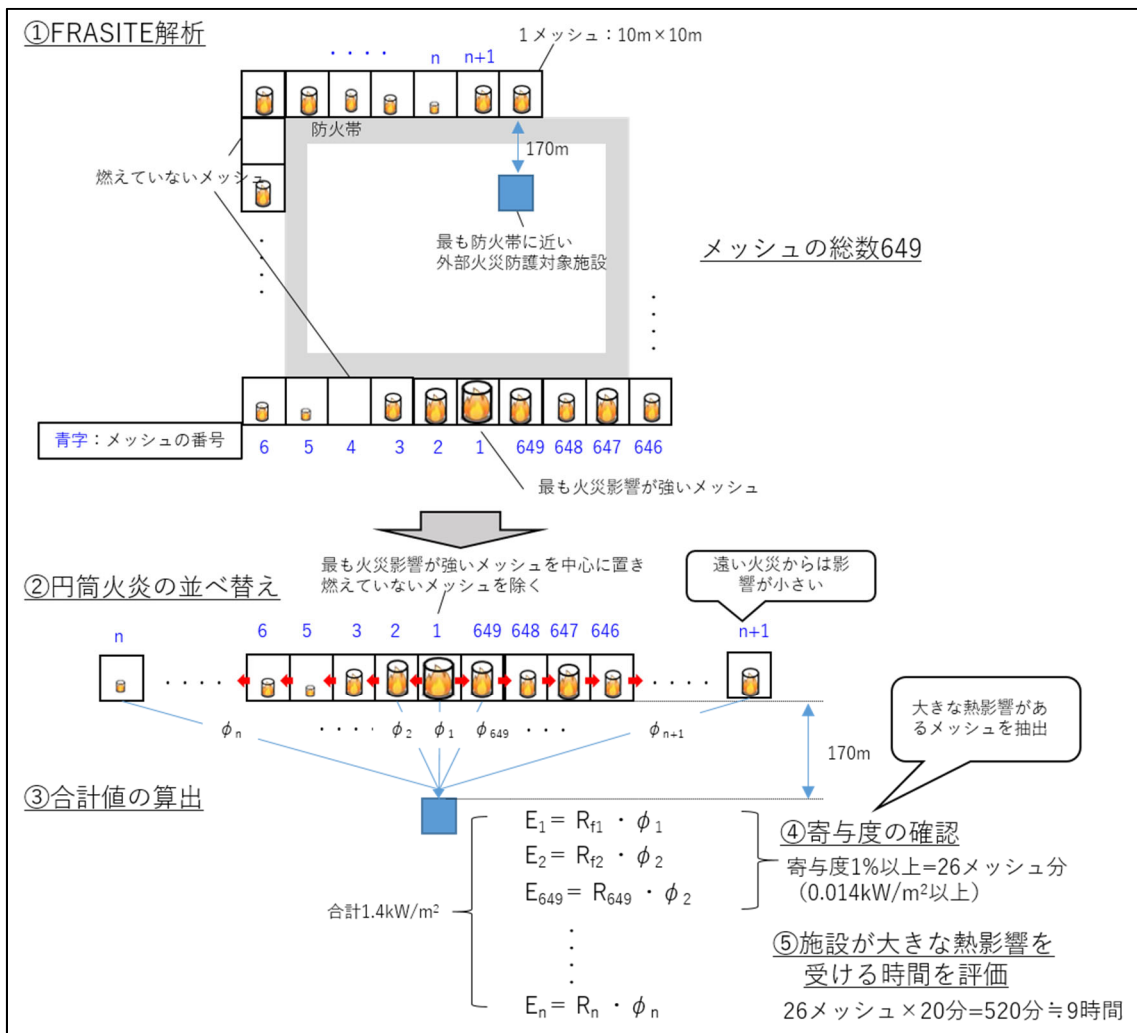 ①FRASITE解析
1メッシュ：10m×10m
・・・・ n n+1
防火帯
170m
燃えていないメッシュ
最も防火帯に近い
外部火災防護対象施設
メッシュの総数649
青字：メッシュの番号
6 5 4 3 2 1 649 648 647 646
最も火災影響が強いメッシュ
最も火災影響が強いメッシュを中心に置き
燃えていないメッシュを除く
遠い火災からは影
響が小さい
②円筒火炎の並べ替え
n 6 5 3 2 1 649 648 647 646 n+1
・・・・ ・・・・
大きな熱影響があ
るメッシュを抽出
φn ・・・・ φ2 φ1 φ649 ・・・・ φn+1
170m
③合計値の算出
E1= Rf1 ・ φ1
E2= Rf2 ・ φ2
E649= R649 ・ φ2
・
・
・
・
En= Rn ・ φn
合計1.4kW/m²
④寄与度の確認
寄与度1%以上=26メッシュ分
（0.014kW/m²以上）
⑤施設が大きな熱影響を
受ける時間を評価
26メッシュ×20分=520分≒9時間